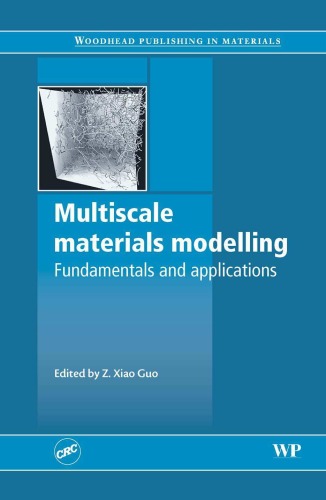 WOODHEAD PUBLISHING IN MATERIALS
Multiscale
materials modelling
Fundamentals and applications
Edited by Z. Xiao Guo
CRC
WP